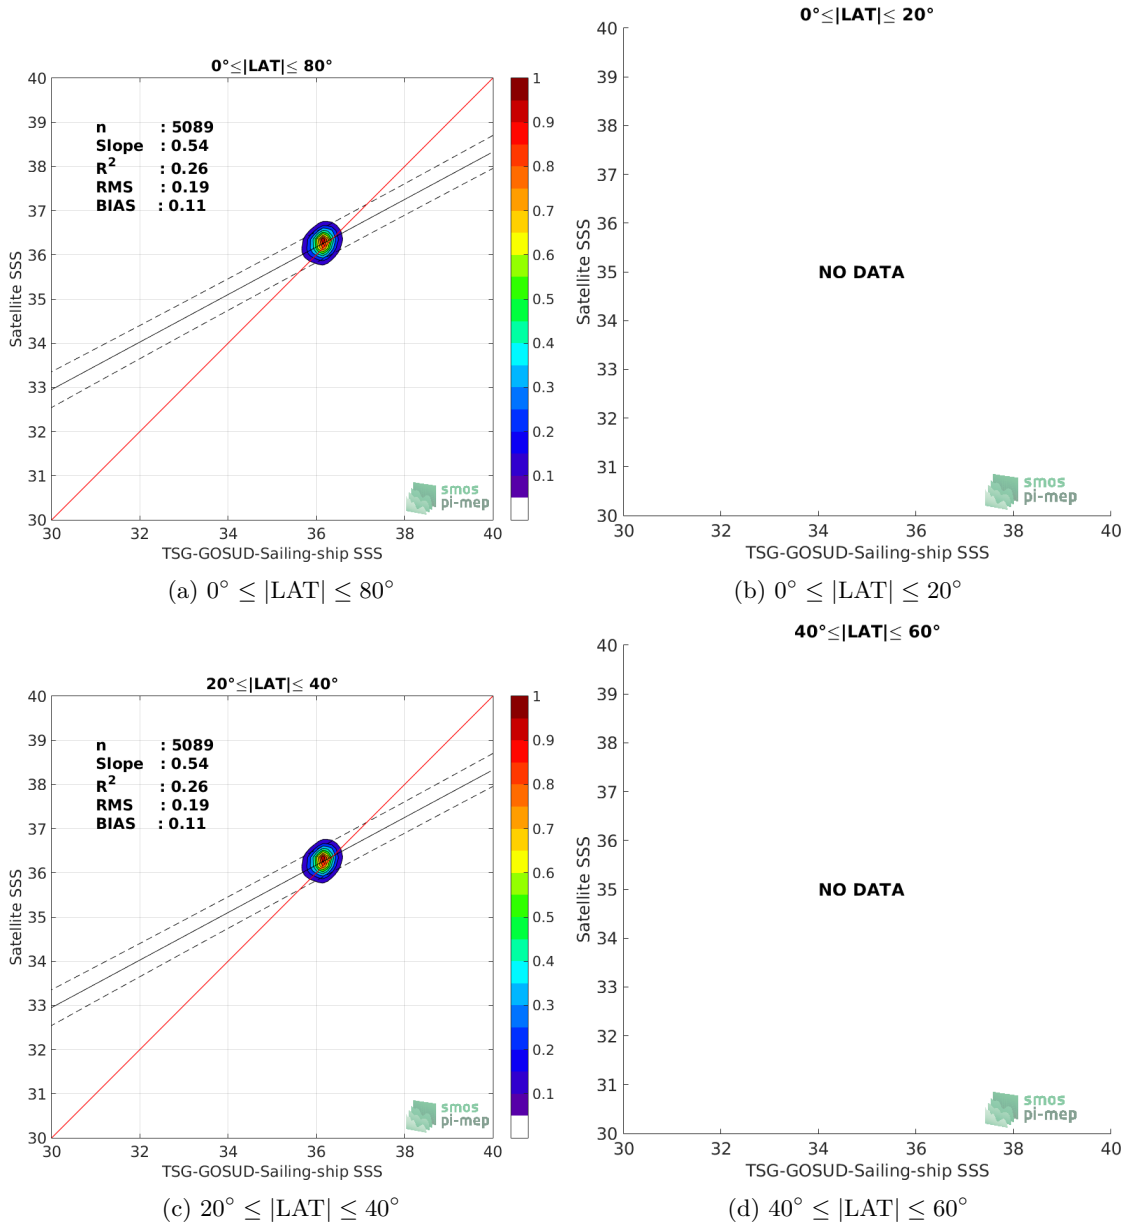 0°≤|LAT|≤ 80°
40
39
38
37
36
35
34
33
32
31
30
Satellite SSS
n : 5089
Slope : 0.54
R² : 0.26
RMS : 0.19
BIAS : 0.11
1
0.9
0.8
0.7
0.6
0.5
0.4
0.3
0.2
0.1
smos
pi-mep
30 32 34 36 38 40
TSG-GOSUD-Sailing-ship SSS
(a) 0° ≤ |LAT| ≤ 80°
0°≤|LAT|≤ 20°
40
39
38
37
36
35
34
33
32
31
30
Satellite SSS
NO DATA
smos
pi-mep
30 32 34 36 38 40
TSG-GOSUD-Sailing-ship SSS
(b) 0° ≤ |LAT| ≤ 20°
20°≤|LAT|≤ 40°
40
39
38
37
36
35
34
33
32
31
30
Satellite SSS
n : 5089
Slope : 0.54
R² : 0.26
RMS : 0.19
BIAS : 0.11
1
0.9
0.8
0.7
0.6
0.5
0.4
0.3
0.2
0.1
smos
pi-mep
30 32 34 36 38 40
TSG-GOSUD-Sailing-ship SSS
(c) 20° ≤ |LAT| ≤ 40°
40°≤|LAT|≤ 60°
40
39
38
37
36
35
34
33
32
31
30
Satellite SSS
NO DATA
smos
pi-mep
30 32 34 36 38 40
TSG-GOSUD-Sailing-ship SSS
(d) 40° ≤ |LAT| ≤ 60°